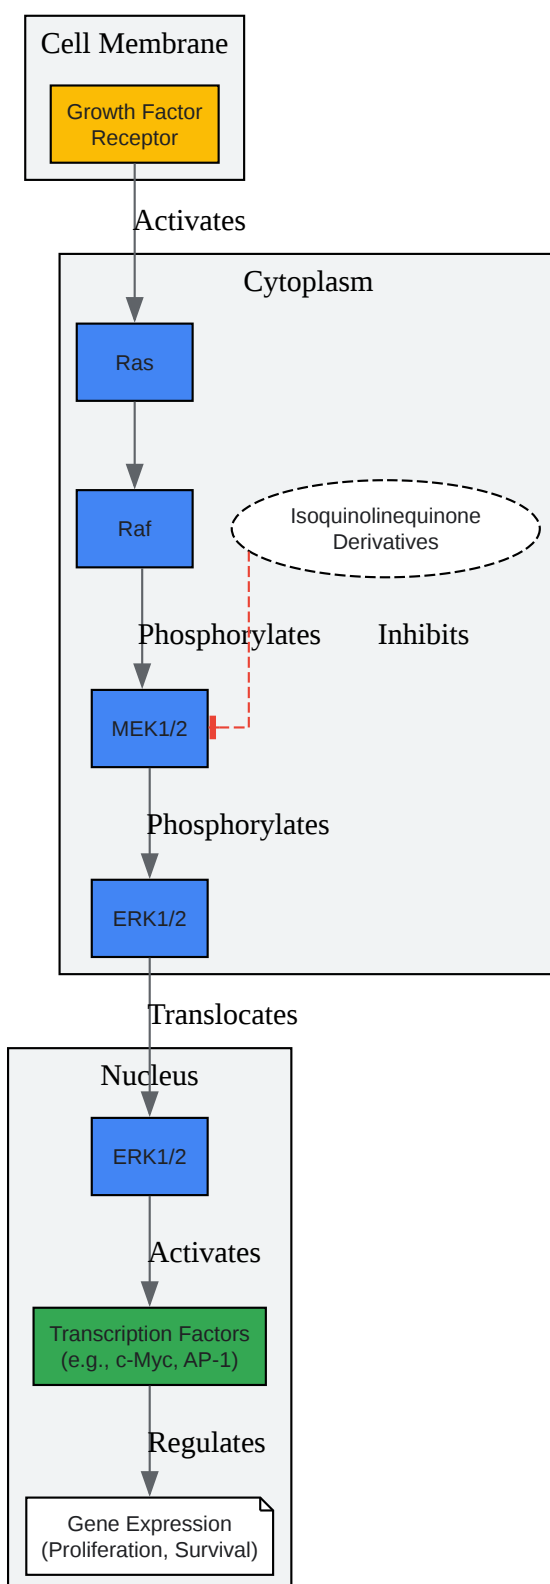 Cell Membrane
Growth Factor
Receptor
Activates
Cytoplasm
Ras
Raf
Isoquinolinequinone
Derivatives
Phosphorylates
Inhibits
MEK1/2
Phosphorylates
ERK1/2
Translocates
Nucleus
ERK1/2
Activates
Transcription Factors
(e.g., c-Myc, AP-1)
Regulates
Gene Expression
(Proliferation, Survival)